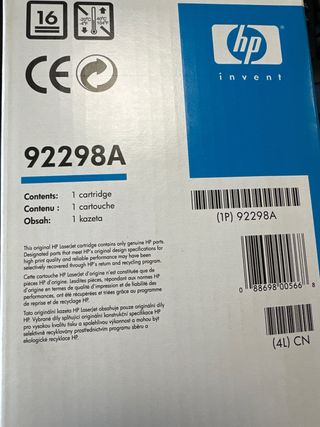 16
-20°C
-4°F
40°C
104°F
hp
invent
CE
92298A
Contents: 1 cartridge
Contenu : 1 cartouche
Obsah: 1 kazeta
(1P) 92298A
This original HP LaserJet cartridge contains only genuine HP parts.
Designated parts that meet HP's original design specifications for
high print quality and reliable performance may have been
selectively recovered through HP's return and recycling program.
Cette cartouche HP LaserJet d'origine n'est constituée que de
pièces HP d'origine. Lesdites pièces, répondant aux normes HP
d'origine en termes de qualité d'impression et de fiabilité des
performances, ont été récupérées et triées grâce au programme
de reprise et de recyclage HP.
Tato originální kazeta HP LaserJet obsahuje pouze originální díly
HP. Vybrané díly splňující originální konstrukční specifikace HP
pro vysokou kvalitu tisku a spolehlivou výkonnost a mohou být
selektivně recyklovány prostřednictvím programu sběru a
ekologické recyklace HP.
0 88698 00566 8
(4L) CN